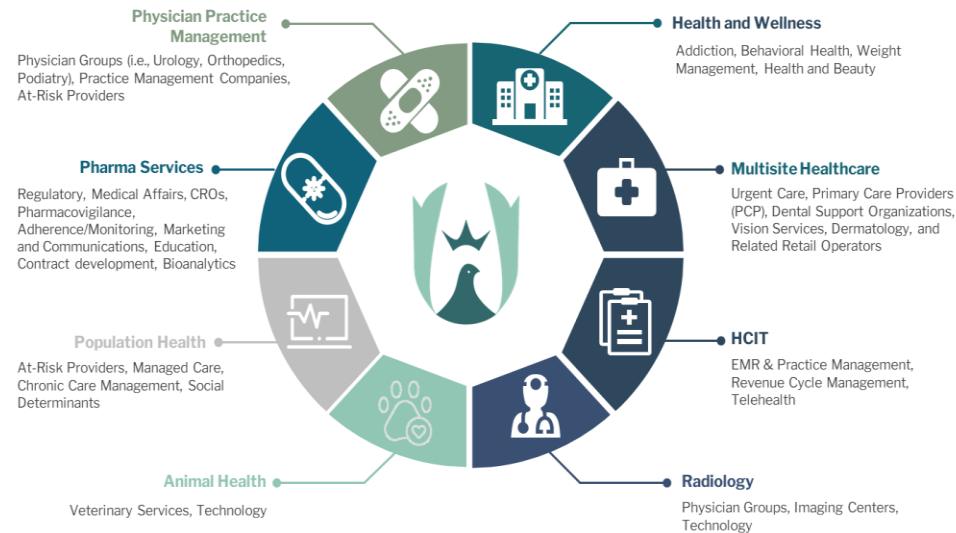 Physician Practice
Management
Physician Groups (i.e., Urology, Orthopedics,
Podiatry), Practice Management Companies,
At-Risk Providers
Health and Wellness
Addiction, Behavioral Health, Weight
Management, Health and Beauty
Pharma Services
Regulatory, Medical Affairs, CROs,
Pharmacovigilance,
Adherence/Monitoring, Marketing
and Communications, Education,
Contract development, Bioanalytics
Multisite Healthcare
Urgent Care, Primary Care Providers
(PCP), Dental Support Organizations,
Vision Services, Dermatology, and
Related Retail Operators
Population Health
At-Risk Providers, Managed Care,
Chronic Care Management, Social
Determinants
HCIT
EMR & Practice Management,
Revenue Cycle Management,
Telehealth
Animal Health
Veterinary Services, Technology
Radiology
Physician Groups, Imaging Centers,
Technology